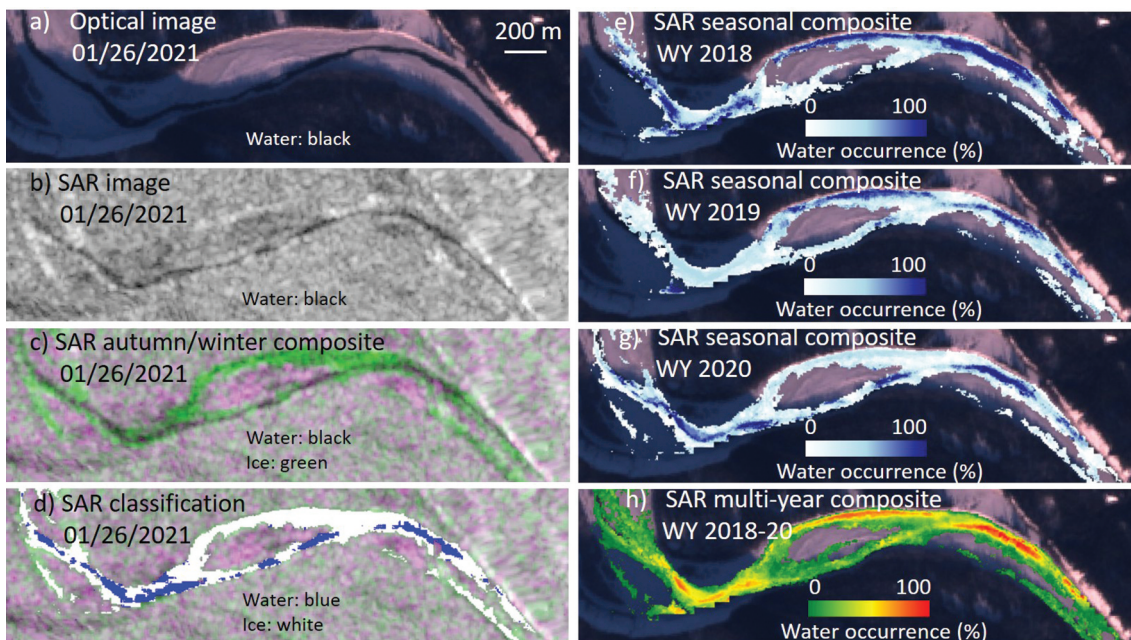 a) Optical image
01/26/2021
200 m
Water: black
b) SAR image
01/26/2021
Water: black
c) SAR autumn/winter composite
01/26/2021
Water: black
Ice: green
d) SAR classification
01/26/2021
Water: blue
Ice: white
e) SAR seasonal composite
WY 2018
0 100
Water occurrence (%)
f) SAR seasonal composite
WY 2019
0 100
Water occurrence (%)
g) SAR seasonal composite
WY 2020
0 100
Water occurrence (%)
h) SAR multi-year composite
WY 2018-20
0 100
Water occurrence (%)